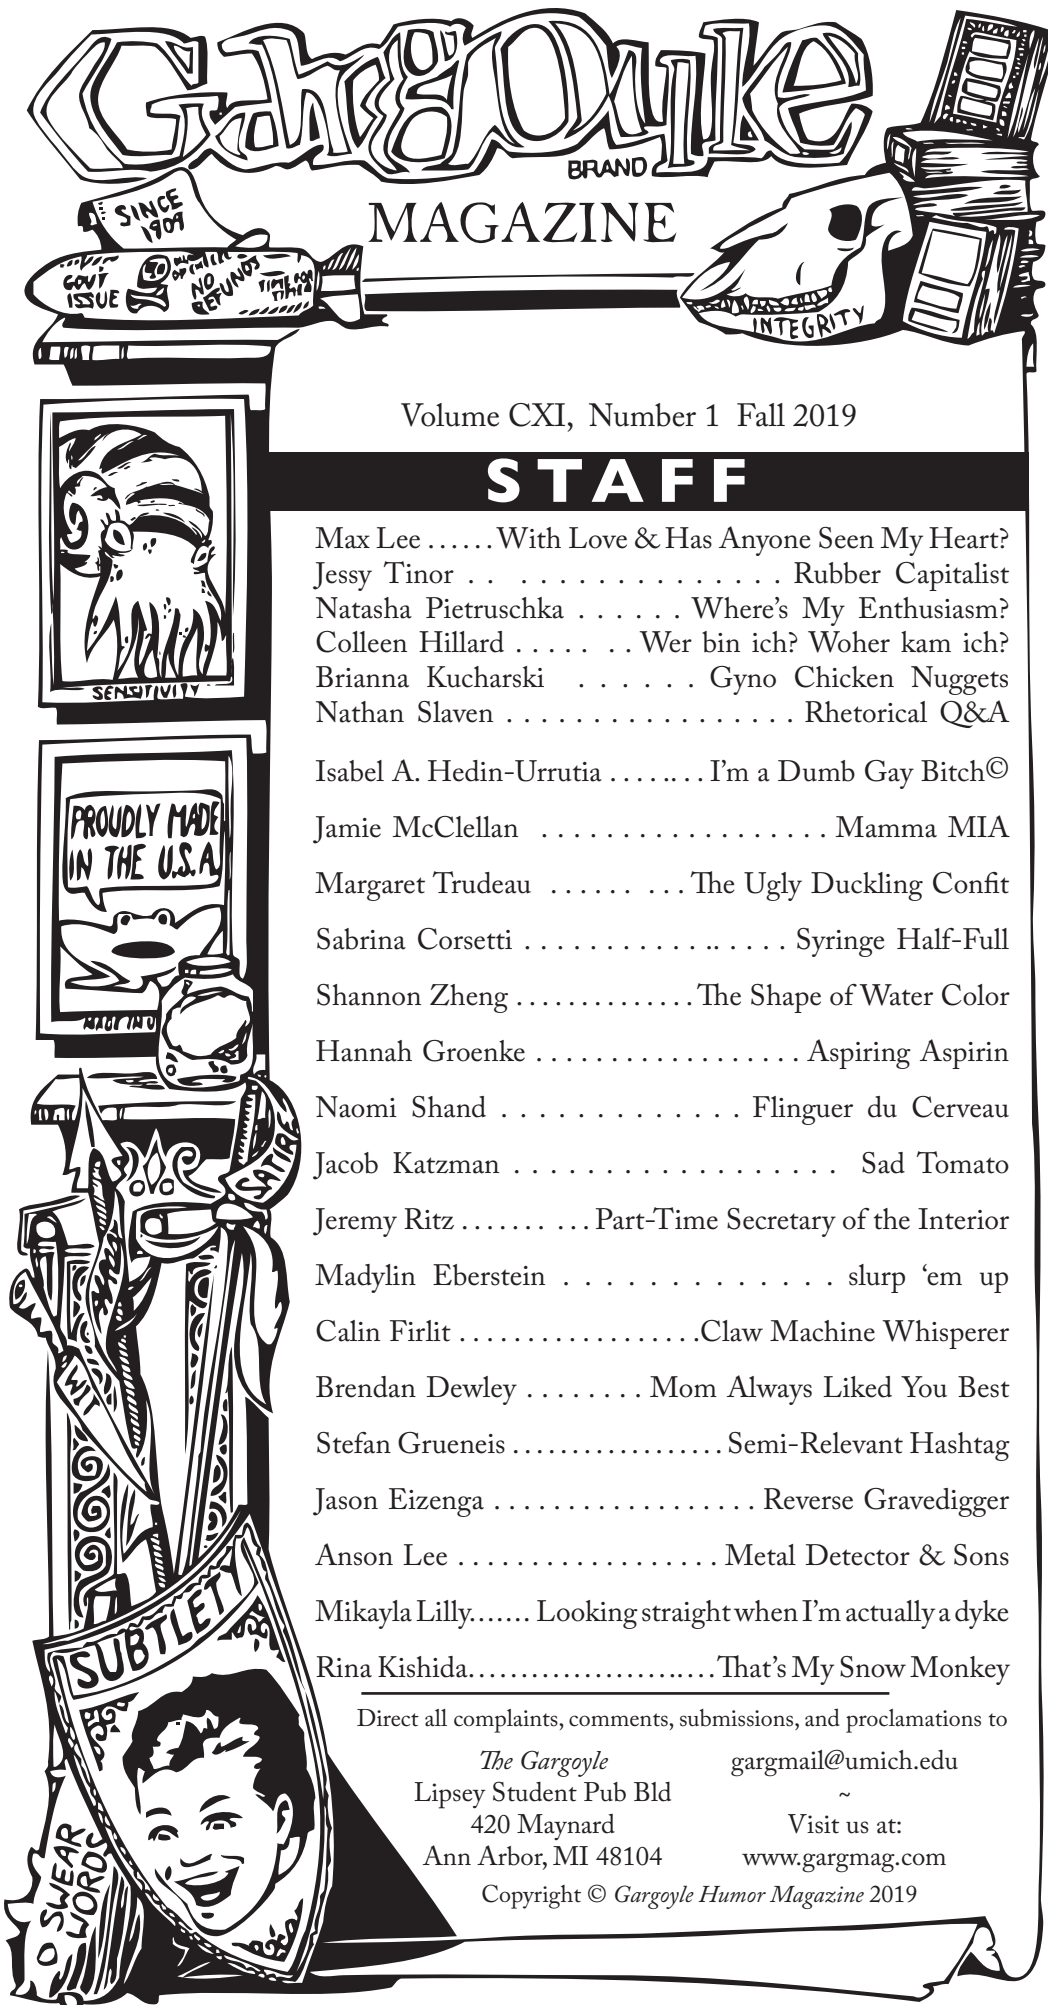 Gargoyle
BRAND
MAGAZINE
SINCE
1909
GOVT
ISSUE
NO
REFUNDS
INTEGRITY
Volume CXI, Number 1 Fall 2019
STAFF
Max Lee ......With Love & Has Anyone Seen My Heart?
Jessy Tinor . . . . . . . . . . . . . . . . . Rubber Capitalist
Natasha Pietruschka . . . . . . Where's My Enthusiasm?
Colleen Hillard . . . . . . . Wer bin ich? Woher kam ich?
Brianna Kucharski . . . . . . Gyno Chicken Nuggets
Nathan Slaven . . . . . . . . . . . . . . . . . Rhetorical Q&A
Isabel A. Hedin-Urrutia . . . . . . . . I'm a Dumb Gay Bitch©
Jamie McClellan . . . . . . . . . . . . . . . . . . Mamma MIA
Margaret Trudeau . . . . . . . . . The Ugly Duckling Confit
Sabrina Corsetti . . . . . . . . . . . . . . . . . Syringe Half-Full
Shannon Zheng . . . . . . . . . . . . . . The Shape of Water Color
Hannah Groenke . . . . . . . . . . . . . . . . . . Aspiring Aspirin
Naomi Shand . . . . . . . . . . . . . . Flinguer du Cerveau
Jacob Katzman . . . . . . . . . . . . . . . . . . . Sad Tomato
Jeremy Ritz . . . . . . . . . . Part-Time Secretary of the Interior
Madylin Eberstein . . . . . . . . . . . . . slurp ‘em up
Calin Firlit . . . . . . . . . . . . . . . . . . .Claw Machine Whisperer
Brendan Dewley . . . . . . . . Mom Always Liked You Best
Stefan Grueneis . . . . . . . . . . . . . . . . . Semi-Relevant Hashtag
Jason Eizenga . . . . . . . . . . . . . . . . . . Reverse Gravedigger
Anson Lee . . . . . . . . . . . . . . . . . . Metal Detector & Sons
Mikayla Lilly....... Looking straight when I'm actually a dyke
Rina Kishida.........................That's My Snow Monkey
SENSITIVITY
PROUDLY MADE
IN THE U.S.A.
MADE IN U
SATIRE
WIT
SUBTLETY
SWEAR
WORDS
Direct all complaints, comments, submissions, and proclamations to
The Gargoyle
Lipsey Student Pub Bld
420 Maynard
Ann Arbor, MI 48104
gargmail@umich.edu
~
Visit us at:
www.gargmag.com
Copyright © Gargoyle Humor Magazine 2019